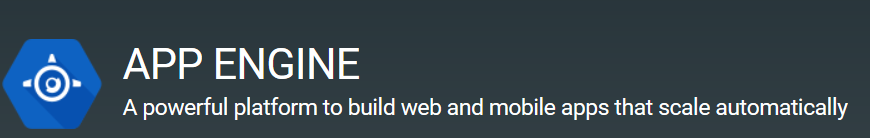 APP ENGINE
A powerful platform to build web and mobile apps that scale automatically